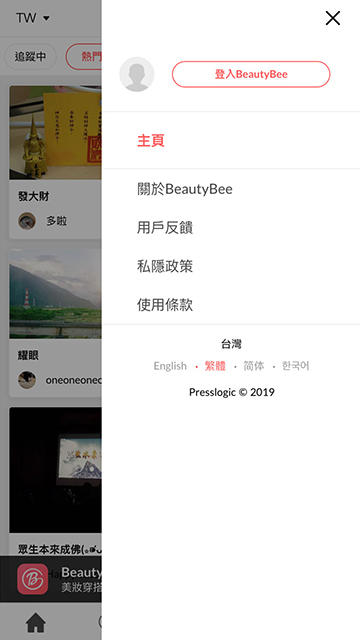 TW
登入BeautyBee
追蹤中
熱門
主頁
發大財
多啦
關於BeautyBee
用戶反饋
私隱政策
使用條款
耀眼
oneoneoneo
台灣
English • 繁體 • 简体 • 한국어
Presslogic © 2019
眾生本來成佛(｡
Beauty
美妝穿搭